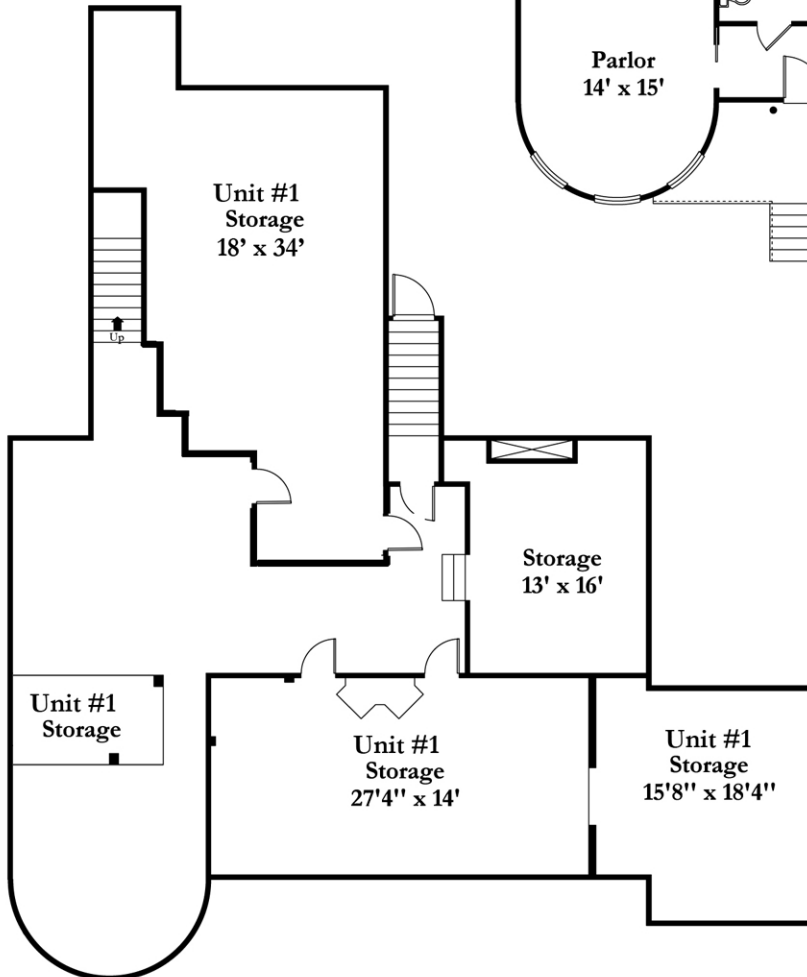 Parlor
14' x 15'
Unit #1
Storage
18’ x 34’
Up
Storage
13' x 16'
Unit #1
Storage
Unit #1
Storage
27'4" x 14'
Unit #1
Storage
15'8" x 18'4"